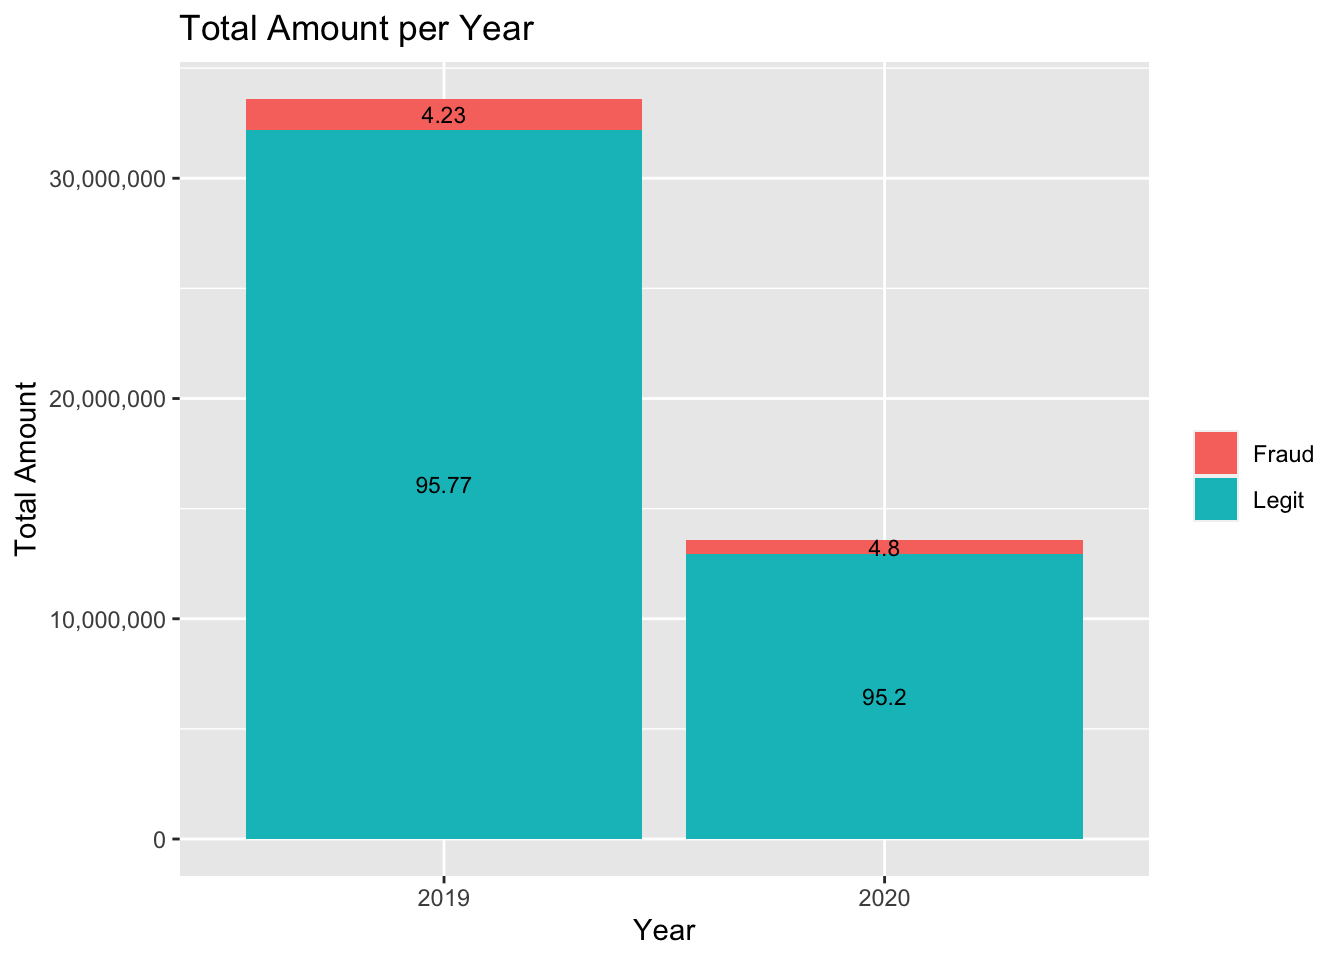 Total Amount per Year
4.23
30,000,000
20,000,000
Total Amount
Fraud
95.77
Legit
4.8
10,000,000
95.2
0
2019
2020
Year